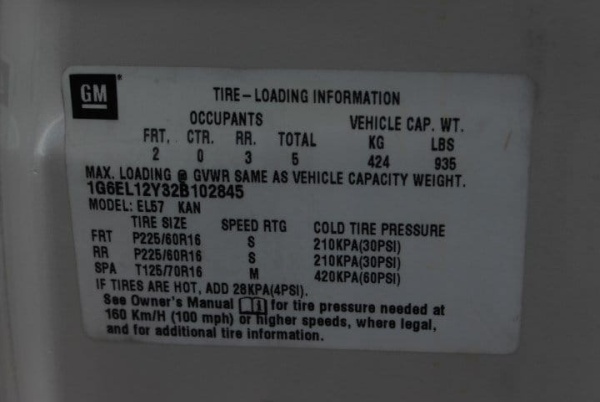 GM*
TIRE-LOADING INFORMATION
OCCUPANTS VEHICLE CAP. WT.
FRT. CTR. RR. TOTAL KG LBS
2 0 3 5 424 935
MAX. LOADING @ GVWR SAME AS VEHICLE CAPACITY WEIGHT.
1G6EL12Y32B102845
MODEL: EL57 KAN
TIRE SIZE SPEED RTG COLD TIRE PRESSURE
FRT P225/60R16 S 210KPA(30PSI)
RR P225/60R16 S 210KPA(30PSI)
SPA T125/70R16 M 420KPA(60PSI)
IF TIRES ARE HOT, ADD 28KPA(4PSI).
See Owner's Manual for tire pressure needed at
160 Km/H (100 mph) or higher speeds, where legal,
and for additional tire information.